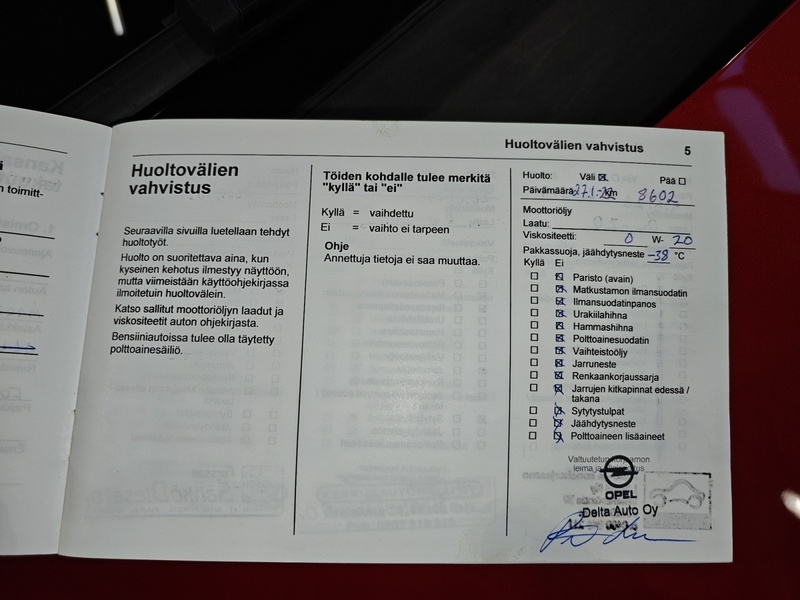 i
n toimitt-
Huoltovälien vahvistus 5
Huoltovälien
vahvistus
Seuraavilla sivuilla luetellaan tehdyt
huoltotyöt.
Huolto on suoritettava aina, kun
kyseinen kehotus ilmestyy näyttöön,
mutta viimeistään käyttöohjekirjassa
ilmoitetuin huoltovälein.
Katso sallitut moottoriöljyn laadut ja
viskositeetit auton ohjekirjasta.
Bensiiniautoissa tulee olla täytetty
polttoainesäiliö.
Töiden kohdalle tulee merkitä
"kyllä" tai "ei"
Kyllä = vaihdettu
Ei = vaihto ei tarpeen
Ohje
Annettuja tietoja ei saa muuttaa.
Huolto: Väli Pää
Päivämäärä 27.1. km 8602
Moottoriöljy
Laatu:
Viskositeetti: 0 W- 20
Pakkassuoja, jäähdytysneste -38 °C
Kyllä Ei
Paristo (avain)
Matkustamon ilmansuodatin
Ilmansuodatinpanos
Urakiilahihna
Hammashihna
Polttoainesuodatin
Vaihteistoöljy
Jarruneste
Renkaankorjaussarja
Jarrujen kitkapinnat edessä /
takana
Sytytystulpat
Jäähdytysneste
Polttoaineen lisäaineet
OPEL
Delta Auto Oy